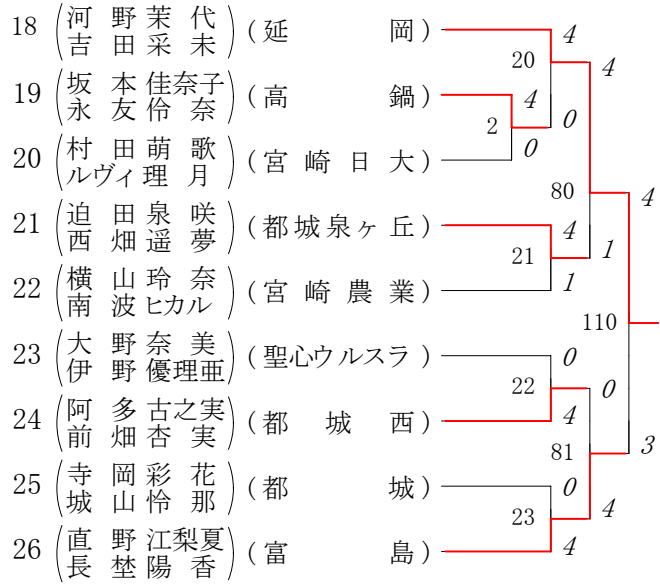 18 河野茉代 吉田采未 (延岡) 4
20 4
19 坂本佳奈子 永友伶奈 (高鍋) 4 0
2
20 村田萌歌 ルヴィ理月 (宮崎日大) 0
80 4
21 迫田泉咲 西畑遥夢 (都城泉ヶ丘) 4
21 1
22 横山玲奈 南波ヒカル (宮崎農業) 1
110
23 大野奈美 伊野優理亜 (聖心ウルスラ) 0
22 0
24 阿多古之実 前畑杏実 (都城西) 4
81 3
25 寺岡彩花 城山怜那 (都城) 0
23 4
26 直野江梨夏 長埜陽香 (富島) 4